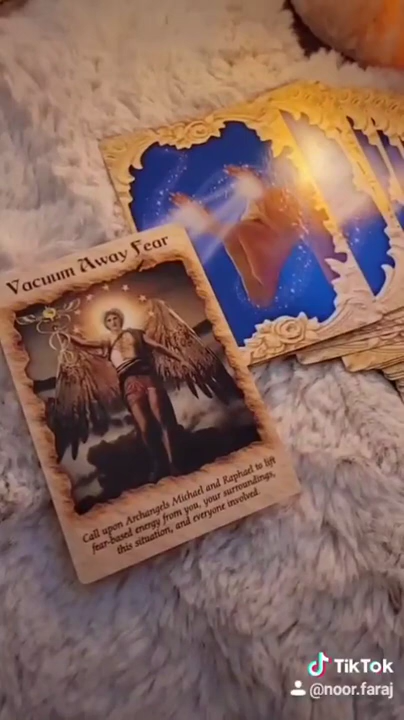 Vacuum Away Fear
Call upon Archangels Michael and Raphael to lift
fear-based energy from you, your surroundings,
this situation, and everyone involved.
TikTok
@noor.faraj